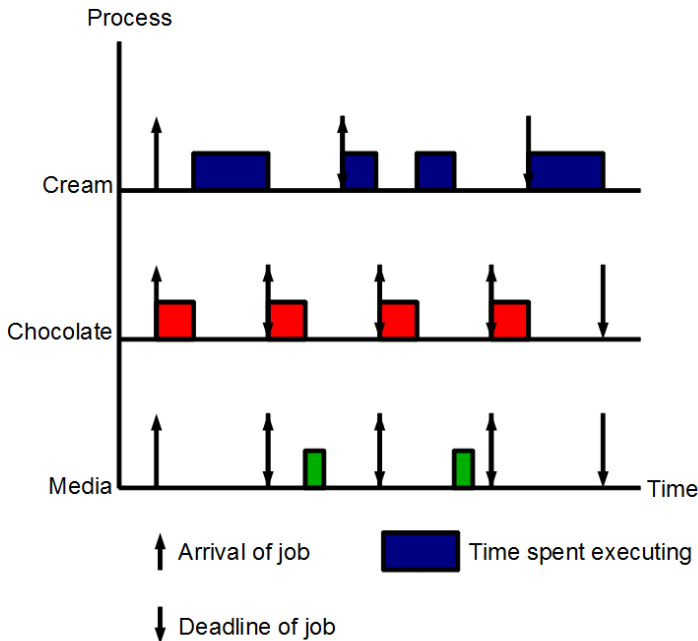 Process
Cream
Chocolate
Media
Time
Arrival of job
Time spent executing
Deadline of job